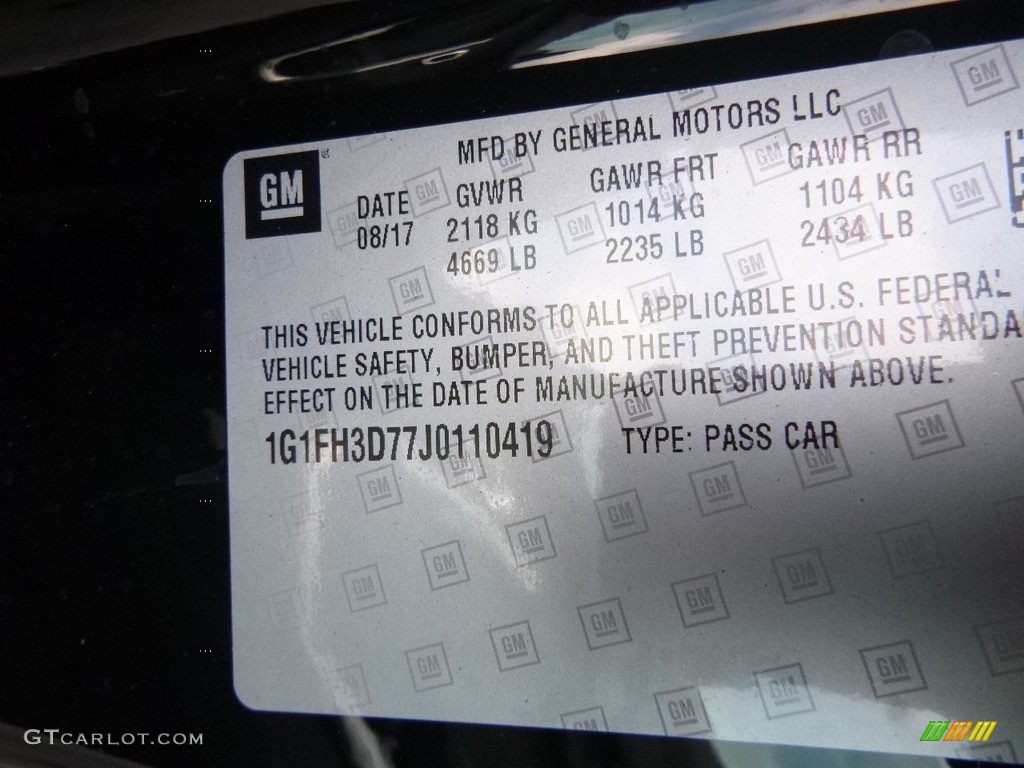 MFD BY GENERAL MOTORS LLC
GM
DATE GVWR GAWR FRT GAWR RR
08/17 2118 KG 1014 KG 1104 KG
4669 LB 2235 LB 2434 LB
THIS VEHICLE CONFORMS TO ALL APPLICABLE U.S. FEDERAL
VEHICLE SAFETY, BUMPER, AND THEFT PREVENTION STANDA
EFFECT ON THE DATE OF MANUFACTURE SHOWN ABOVE.
1G1FH3D77J0110419 TYPE: PASS CAR
GTCARLOT.COM